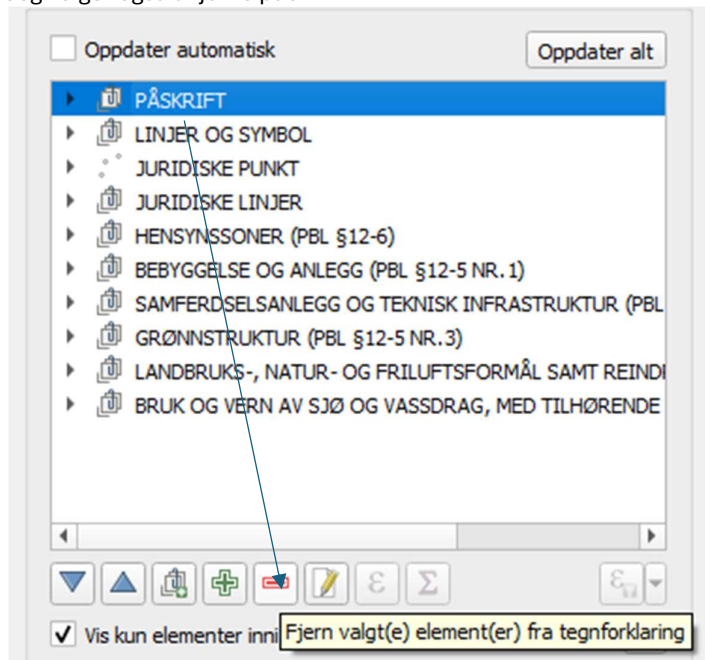 Oppdater automatisk Oppdater alt
PÅSKRIFT
LINJER OG SYMBOL
JURIDISKE PUNKT
JURIDISKE LINJER
HENSYNSSONER (PBL §12-6)
BEBYGGELSE OG ANLEGG (PBL §12-5 NR.1)
SAMFERDSELSANLEGG OG TEKNISK INFRASTRUKTUR (PBL
GRØNNSTRUKTUR (PBL §12-5 NR.3)
LANDBRUKS-, NATUR- OG FRILUFTSFORMÅL SAMT REIND
BRUK OG VERN AV SJØ OG VASSDRAG, MED TILHØRENDE
ε Σ ε
Vis kun elementer inni Fjern valgt(e) element(er) fra tegnforklaring